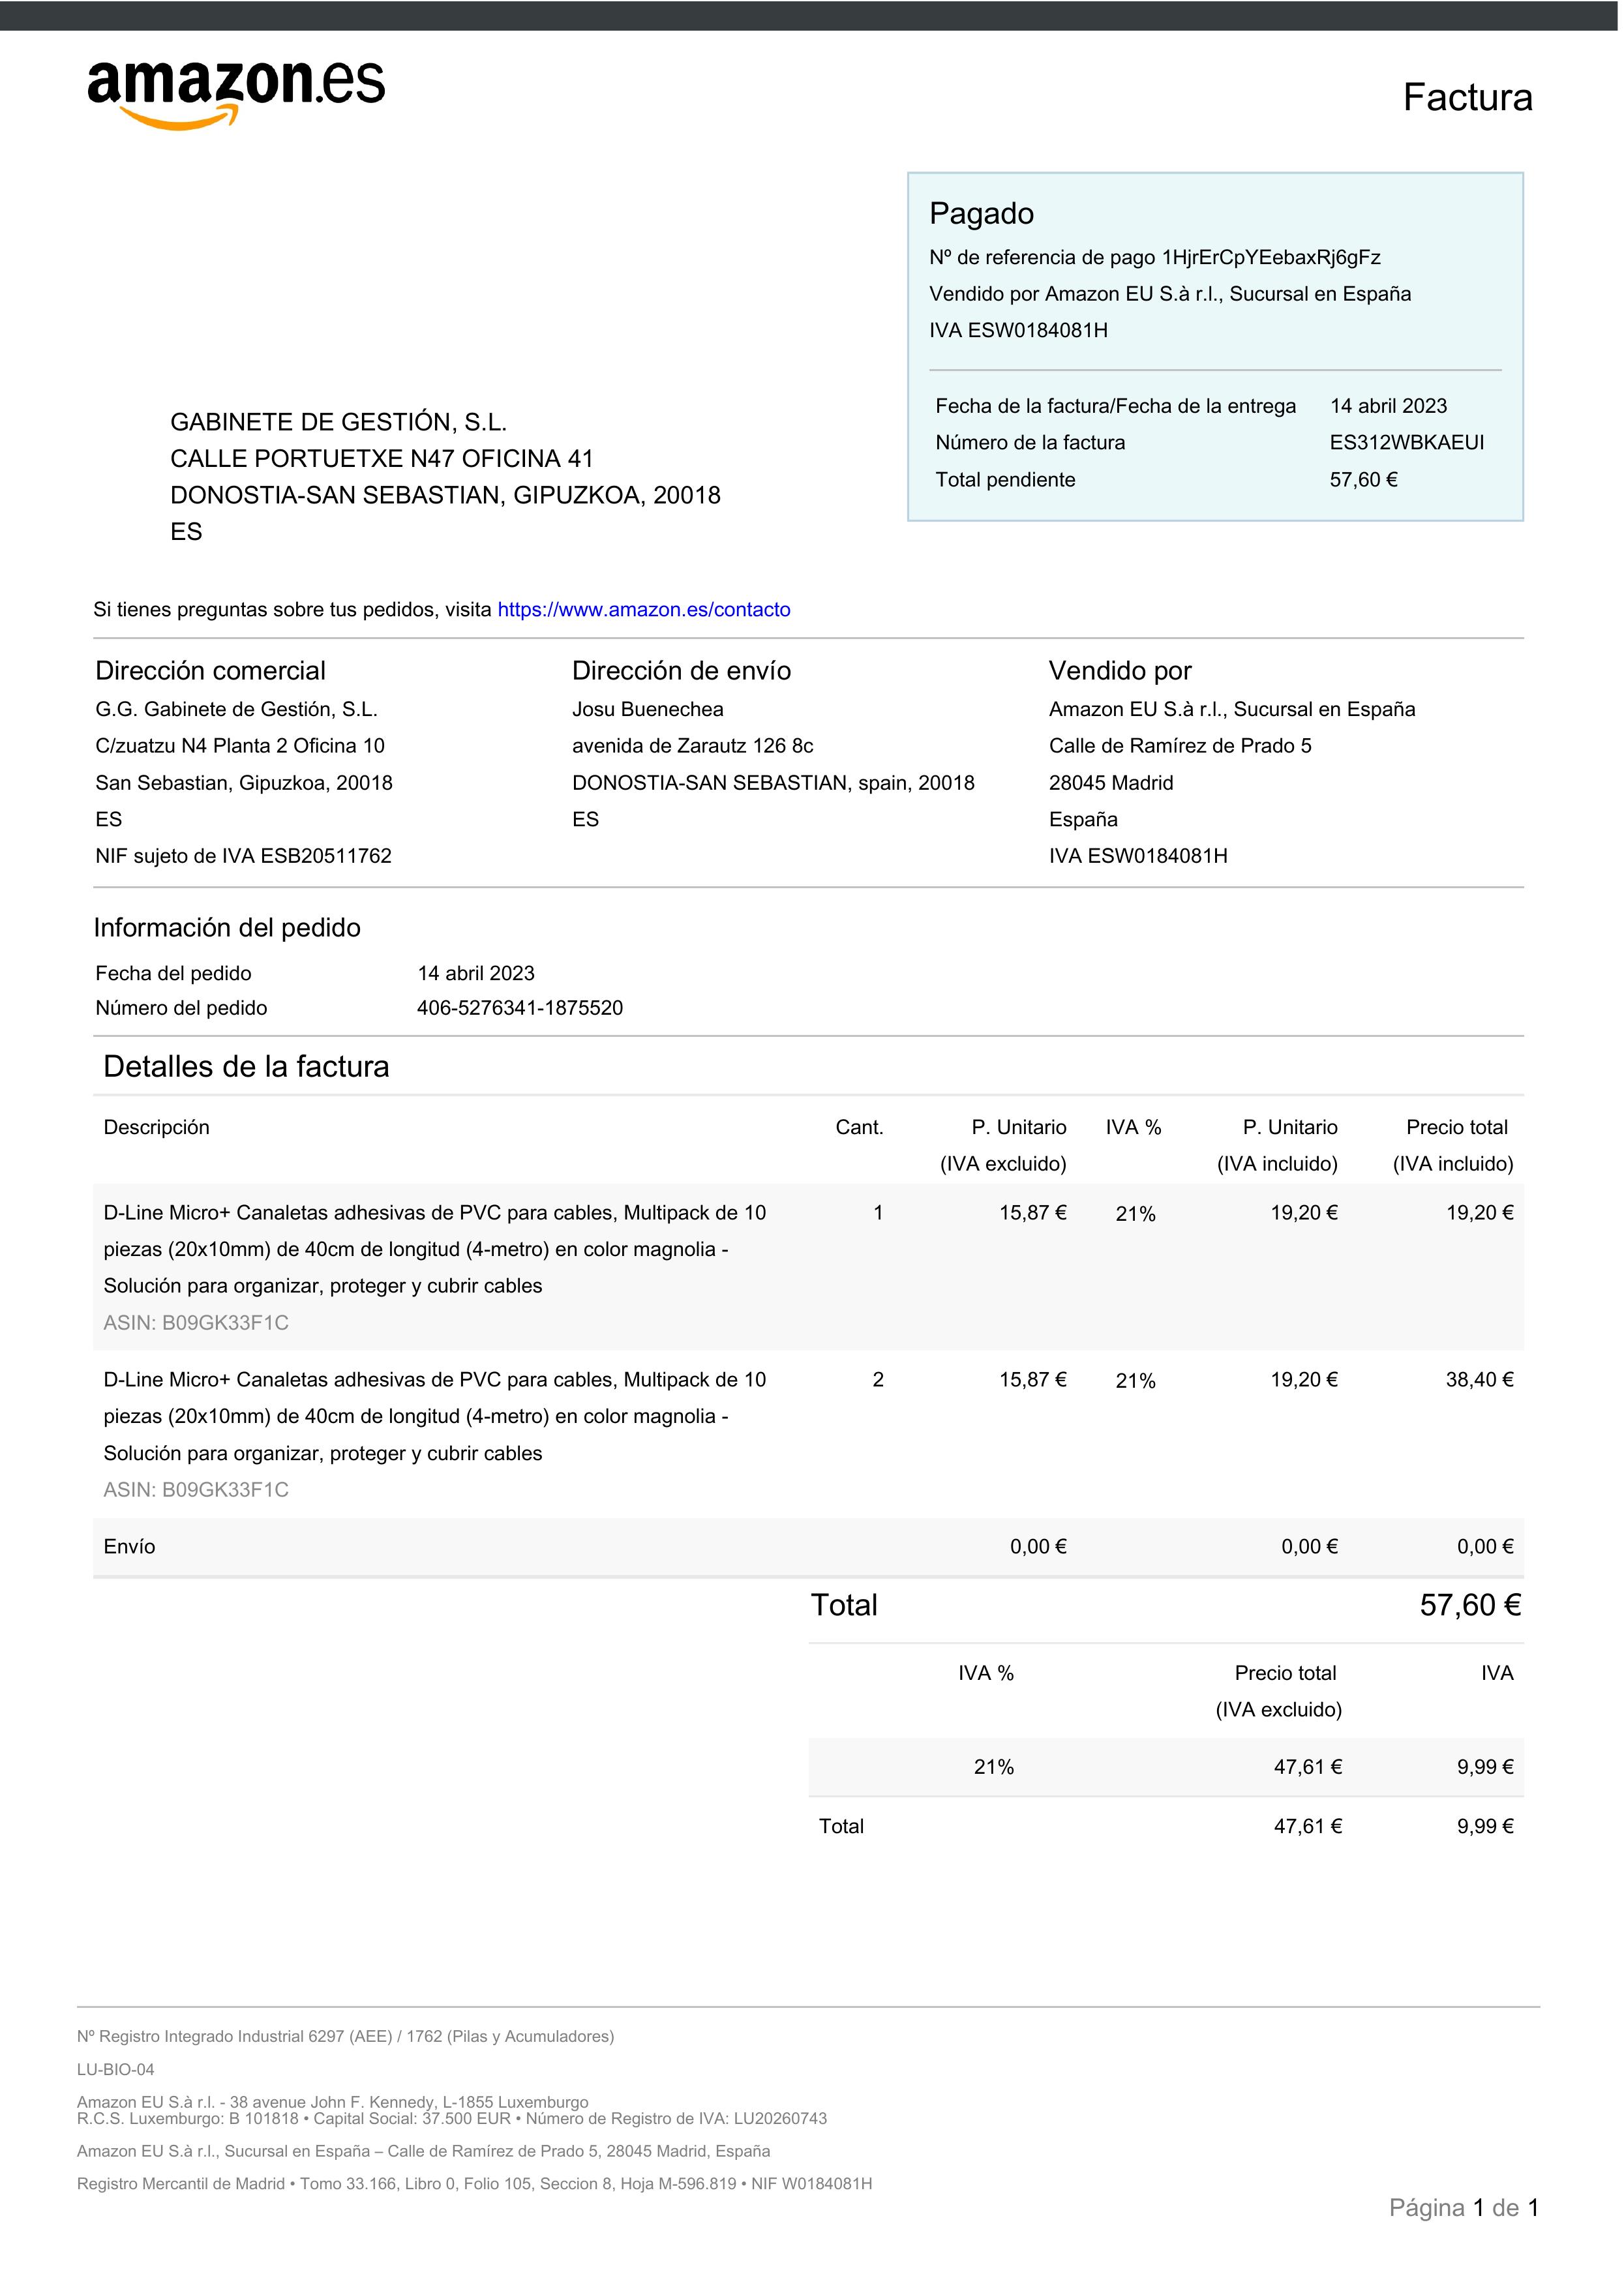 amazon.es
Factura
Pagado
Nº de referencia de pago 1HjrErCpYEebaxRj6gFz
Vendido por Amazon EU S.à r.l., Sucursal en España
IVA ESW0184081H
Fecha de la factura/Fecha de la entrega 14 abril 2023
Número de la factura ES312WBKAEUI
Total pendiente 57,60 €
GABINETE DE GESTIÓN, S.L.
CALLE PORTUETXE N47 OFICINA 41
DONOSTIA-SAN SEBASTIAN, GIPUZKOA, 20018
ES
Si tienes preguntas sobre tus pedidos, visita https://www.amazon.es/contacto
Dirección comercial
G.G. Gabinete de Gestión, S.L.
C/zuatzu N4 Planta 2 Oficina 10
San Sebastian, Gipuzkoa, 20018
ES
NIF sujeto de IVA ESB20511762
Dirección de envío
Josu Buenechea
avenida de Zarautz 126 8c
DONOSTIA-SAN SEBASTIAN, spain, 20018
ES
Vendido por
Amazon EU S.à r.l., Sucursal en España
Calle de Ramírez de Prado 5
28045 Madrid
España
IVA ESW0184081H
Información del pedido
Fecha del pedido 14 abril 2023
Número del pedido 406-5276341-1875520
Detalles de la factura
Descripción Cant. P. Unitario IVA % P. Unitario Precio total
(IVA excluido) (IVA incluido) (IVA incluido)
D-Line Micro+ Canaletas adhesivas de PVC para cables, Multipack de 10 1 15,87 € 21% 19,20 € 19,20 €
piezas (20x10mm) de 40cm de longitud (4-metro) en color magnolia -
Solución para organizar, proteger y cubrir cables
ASIN: B09GK33F1C
D-Line Micro+ Canaletas adhesivas de PVC para cables, Multipack de 10 2 15,87 € 21% 19,20 € 38,40 €
piezas (20x10mm) de 40cm de longitud (4-metro) en color magnolia -
Solución para organizar, proteger y cubrir cables
ASIN: B09GK33F1C
Envío 0,00 € 0,00 € 0,00 €
Total 57,60 €
IVA % Precio total IVA
(IVA excluido)
21% 47,61 € 9,99 €
Total 47,61 € 9,99 €
Nº Registro Integrado Industrial 6297 (AEE) / 1762 (Pilas y Acumuladores)
LU-BIO-04
Amazon EU S.à r.l. - 38 avenue John F. Kennedy, L-1855 Luxemburgo
R.C.S. Luxemburgo: B 101818 • Capital Social: 37.500 EUR • Número de Registro de IVA: LU20260743
Amazon EU S.à r.l., Sucursal en España – Calle de Ramírez de Prado 5, 28045 Madrid, España
Registro Mercantil de Madrid • Tomo 33.166, Libro 0, Folio 105, Seccion 8, Hoja M-596.819 • NIF W0184081H
Página 1 de 1